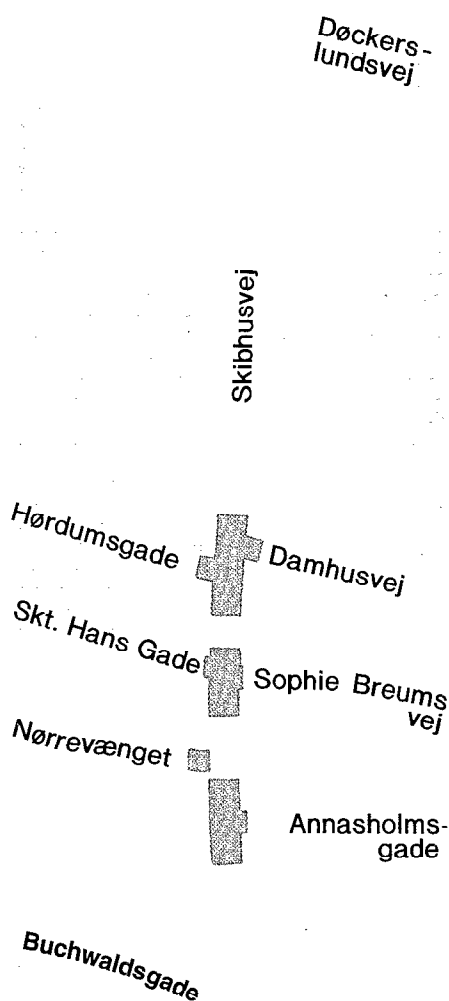 Døckers-
lundsvej
Skibhusvej
Hørdumsgade
Damhusvej
Skt. Hans Gade
Sophie Breums
vej
Nørrevænget
Annasholms-
gade
Buchwaldsgade